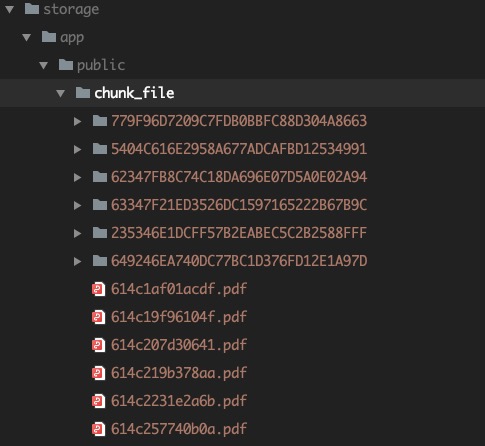 storage
app
public
chunk_file
779F96D7209C7FDB0BBFC88D304A8663
5404C616E2958A677ADCAFBD12534991
62347FB8C74C18DA696E07D5A0E02A94
63347F21ED3526DC1597165222B67B9C
235346E1DCFF57B2EABEC5C2B2588FFF
649246EA740DC77BC1D376FD12E1A97D
614c1af01acdf.pdf
614c19f96104f.pdf
614c207d30641.pdf
614c219b378aa.pdf
614c2231e2a6b.pdf
614c257740b0a.pdf